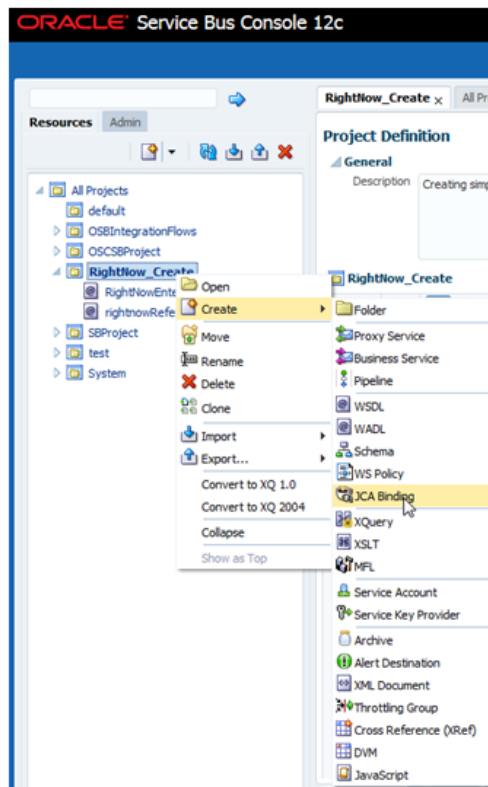 ORACLE Service Bus Console 12c
RightNow_Create x All Pr
Resources Admin
Project Definition
General
Description Creating simp
All Projects
default
OSBIntegrationFlows
OSCSBProject
RightNow_Create
RightNowEnte
rightnowRefe
SBProject
test
System
Open
Create
Move
Rename
Delete
Clone
Import
Export...
Convert to XQ 1.0
Convert to XQ 2004
Collapse
Show as Top
RightNow_Create
Folder
Proxy Service
Business Service
Pipeline
WSDL
WADL
Schema
WS Policy
JCA Binding
XQuery
XSLT
MFL
Service Account
Service Key Provider
Archive
Alert Destination
XML Document
Throttling Group
Cross Reference (XRef)
DVM
JavaScript